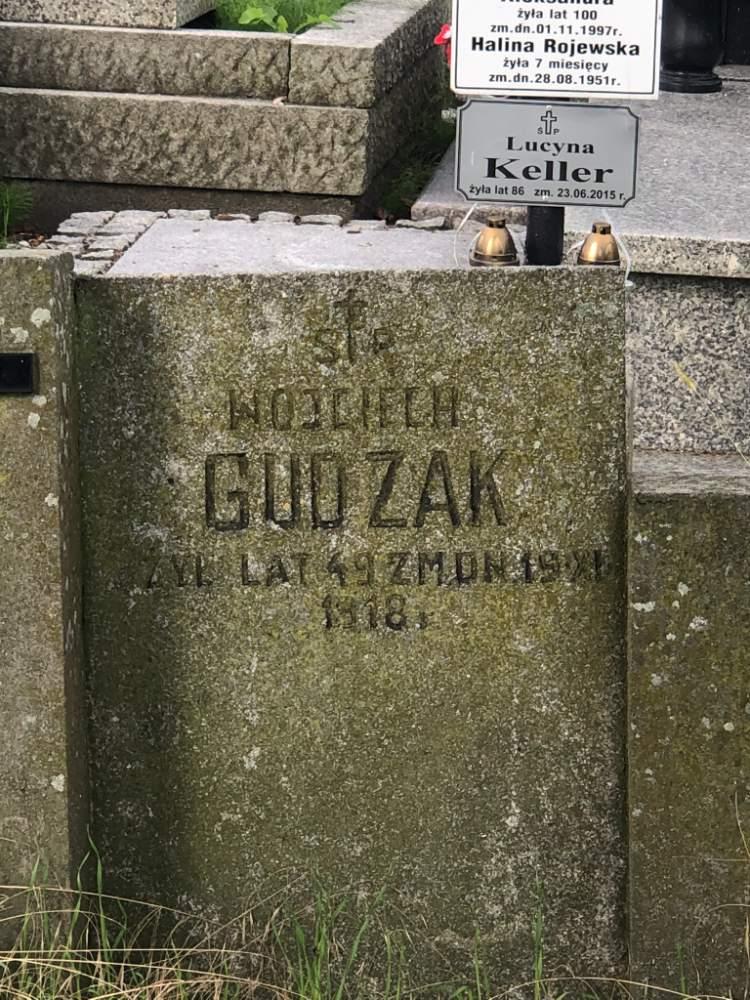 Aleksandra
żyła lat 100
zm.dn.01.11.1997r.
Halina Rojewska
żyła 7 miesięcy
zm.dn.28.08.1951r.
Ś P
Lucyna
Keller
żyła lat 86 zm. 23.06.2015 r.
Ś P
WOJCIECH
GUDZAK
ŻYŁ LAT 49 ZM.DN 19.XI
1918 r.